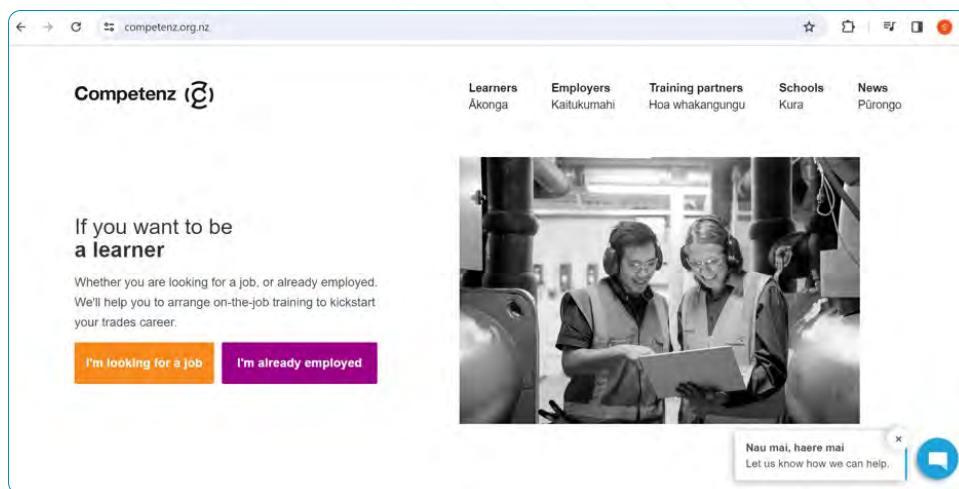 competenz.org.nz
Competenz
Learners Employers Training partners Schools News
Ākonga Kaitukumahi Hoa whakangungu Kura Pūrongo
If you want to be
a learner
Whether you are looking for a job, or already employed.
We'll help you to arrange on-the-job training to kickstart
your trades career.
I'm looking for a job I'm already employed
Nau mai, haere mai
Let us know how we can help.